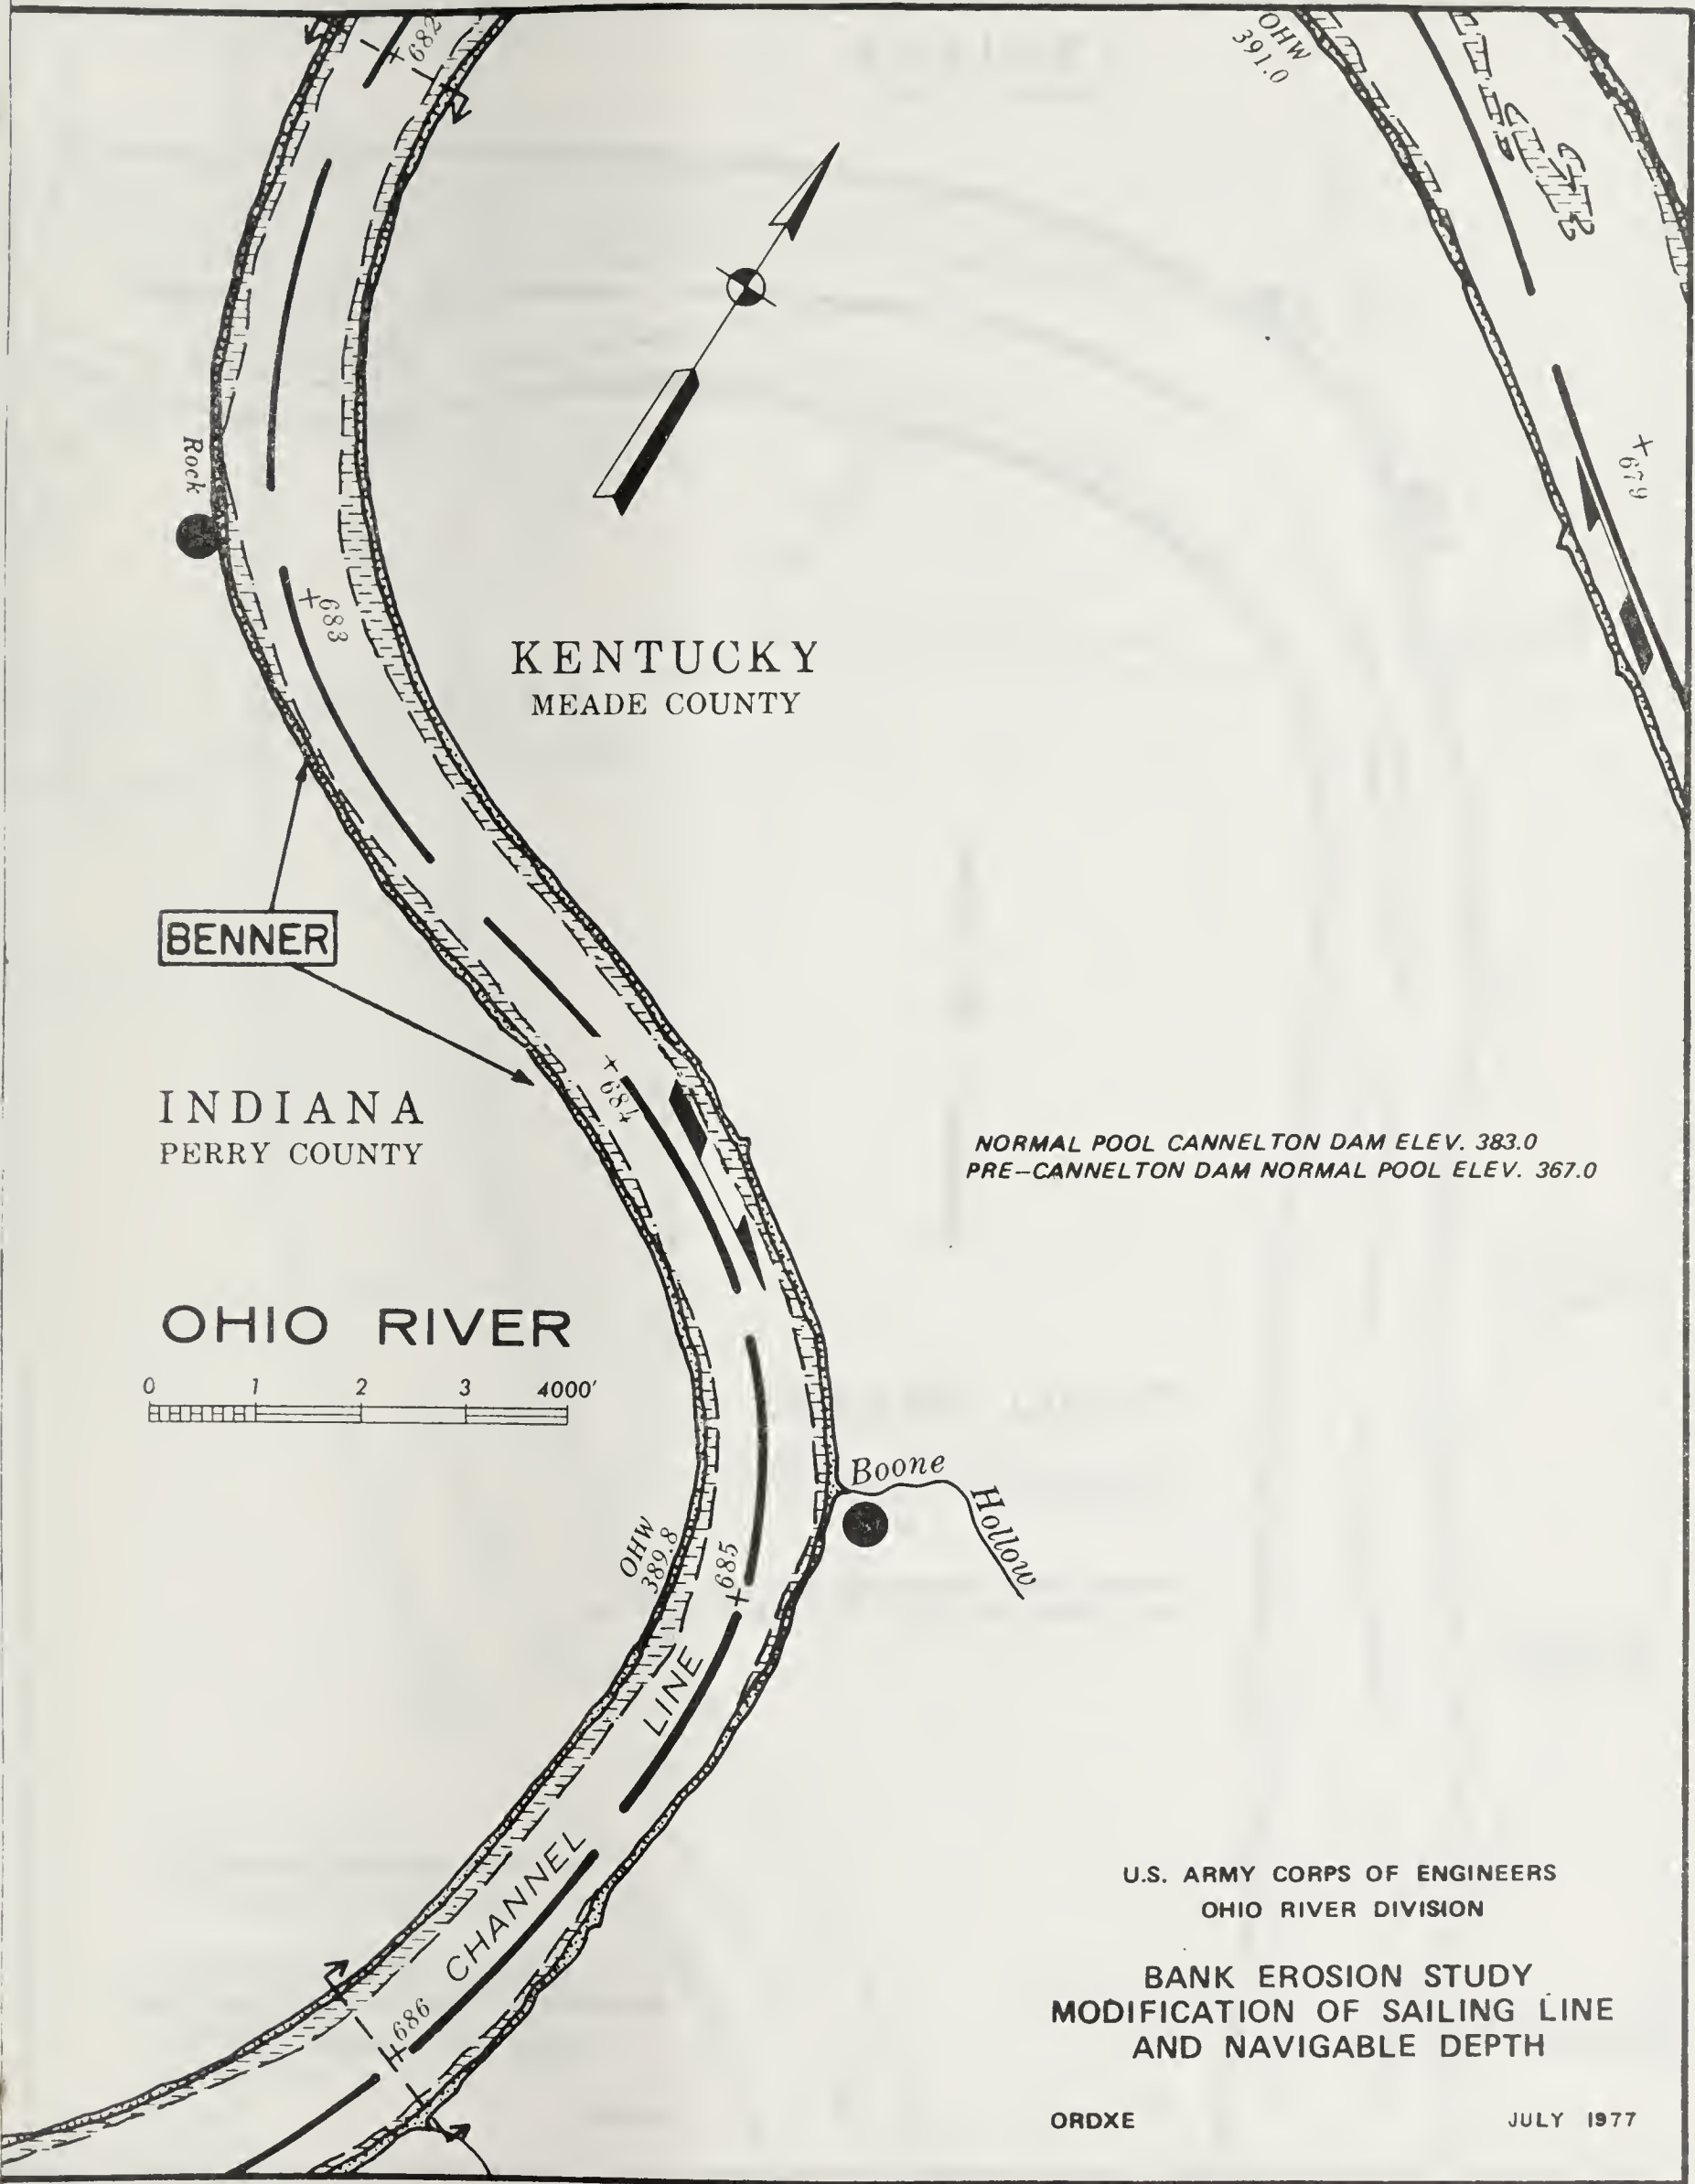 682
OHW
391.0
Rock
679
683
KENTUCKY
MEADE COUNTY
BENNER
684
INDIANA
PERRY COUNTY
NORMAL POOL CANNELTON DAM ELEV. 383.0
PRE-CANNELTON DAM NORMAL POOL ELEV. 367.0
OHIO RIVER
0 1 2 3 4000'
Boone Hollow
OHW
389.8
685
CHANNEL LINE
686
U.S. ARMY CORPS OF ENGINEERS
OHIO RIVER DIVISION
BANK EROSION STUDY
MODIFICATION OF SAILING LINE
AND NAVIGABLE DEPTH
ORDXE
JULY 1977